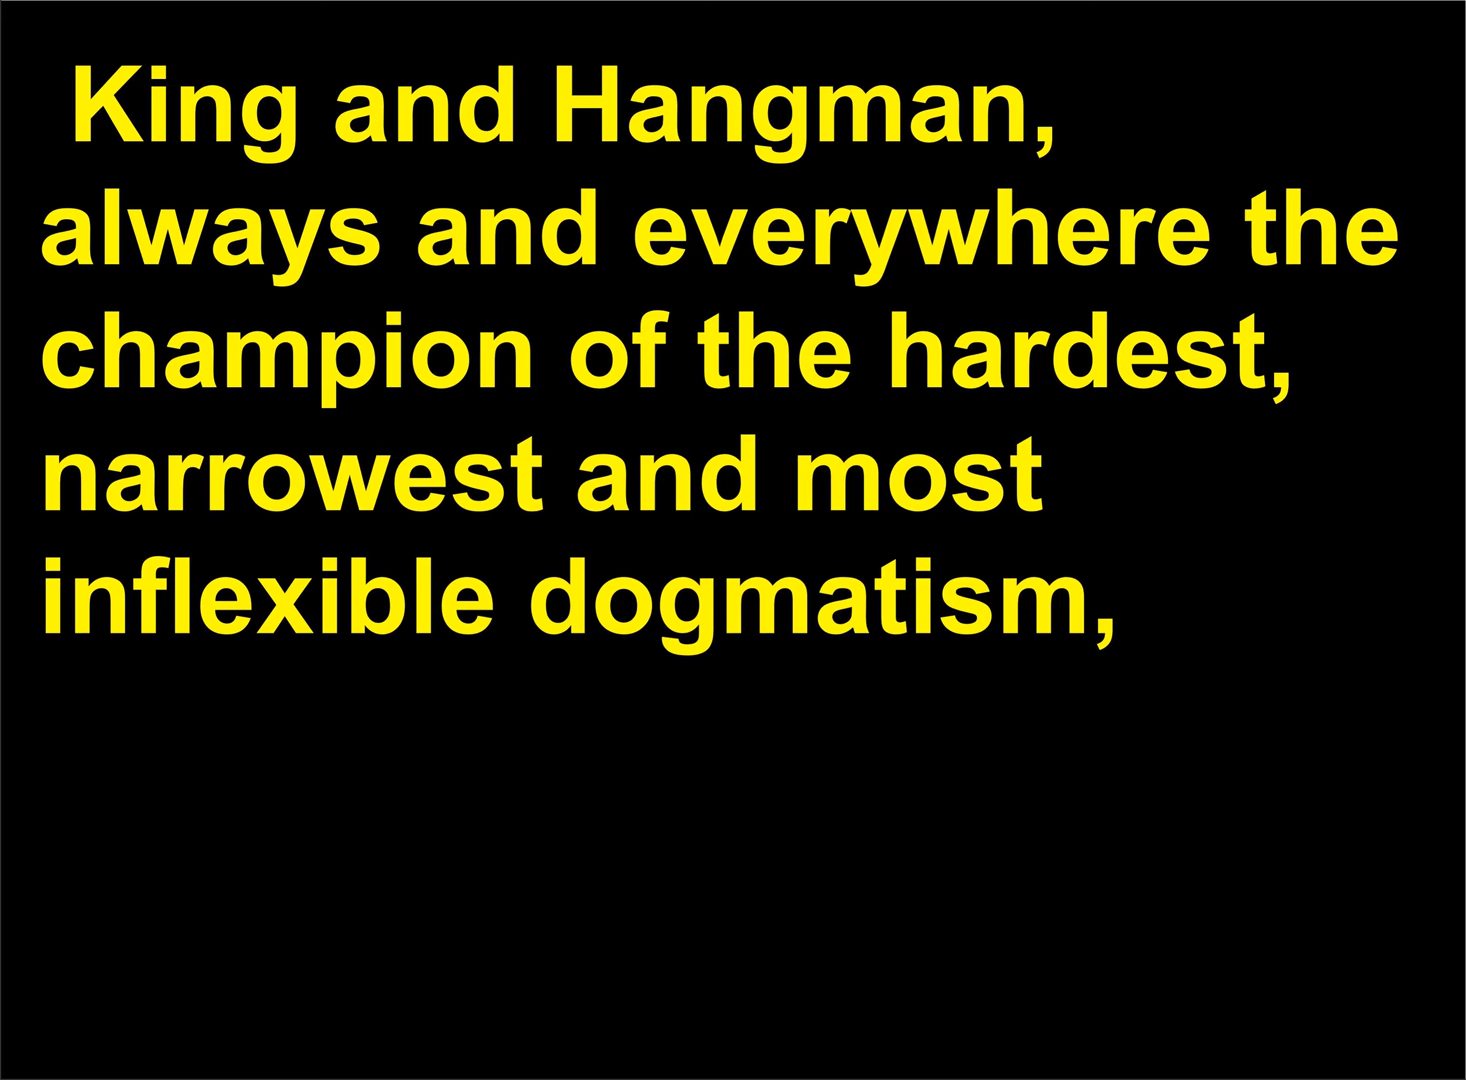 King and Hangman,
always and everywhere the
champion of the hardest,
narrowest and most
inflexible dogmatism,